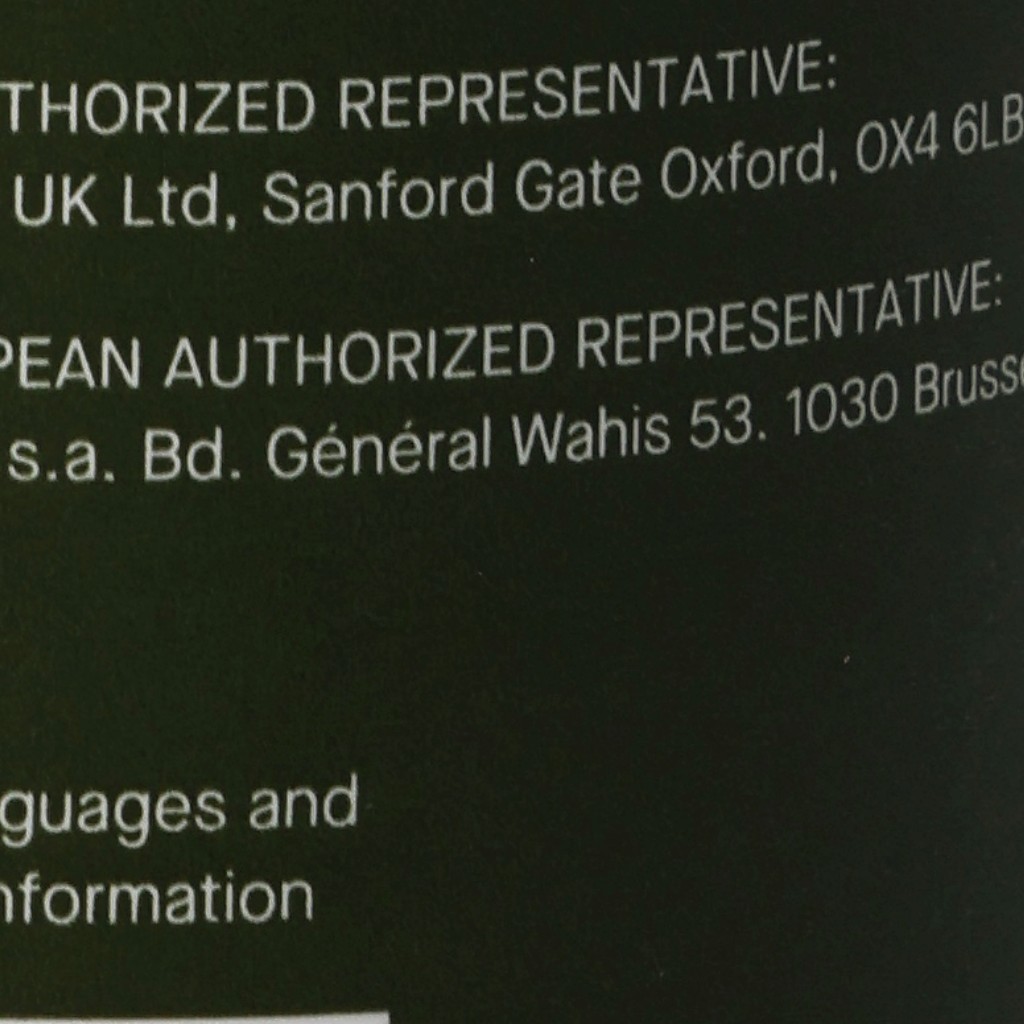 THORIZED REPRESENTATIVE:
UK Ltd, Sanford Gate Oxford, OX4 6LB
PEAN AUTHORIZED REPRESENTATIVE:
s.a. Bd. Général Wahis 53. 1030 Brusse
guages and
nformation